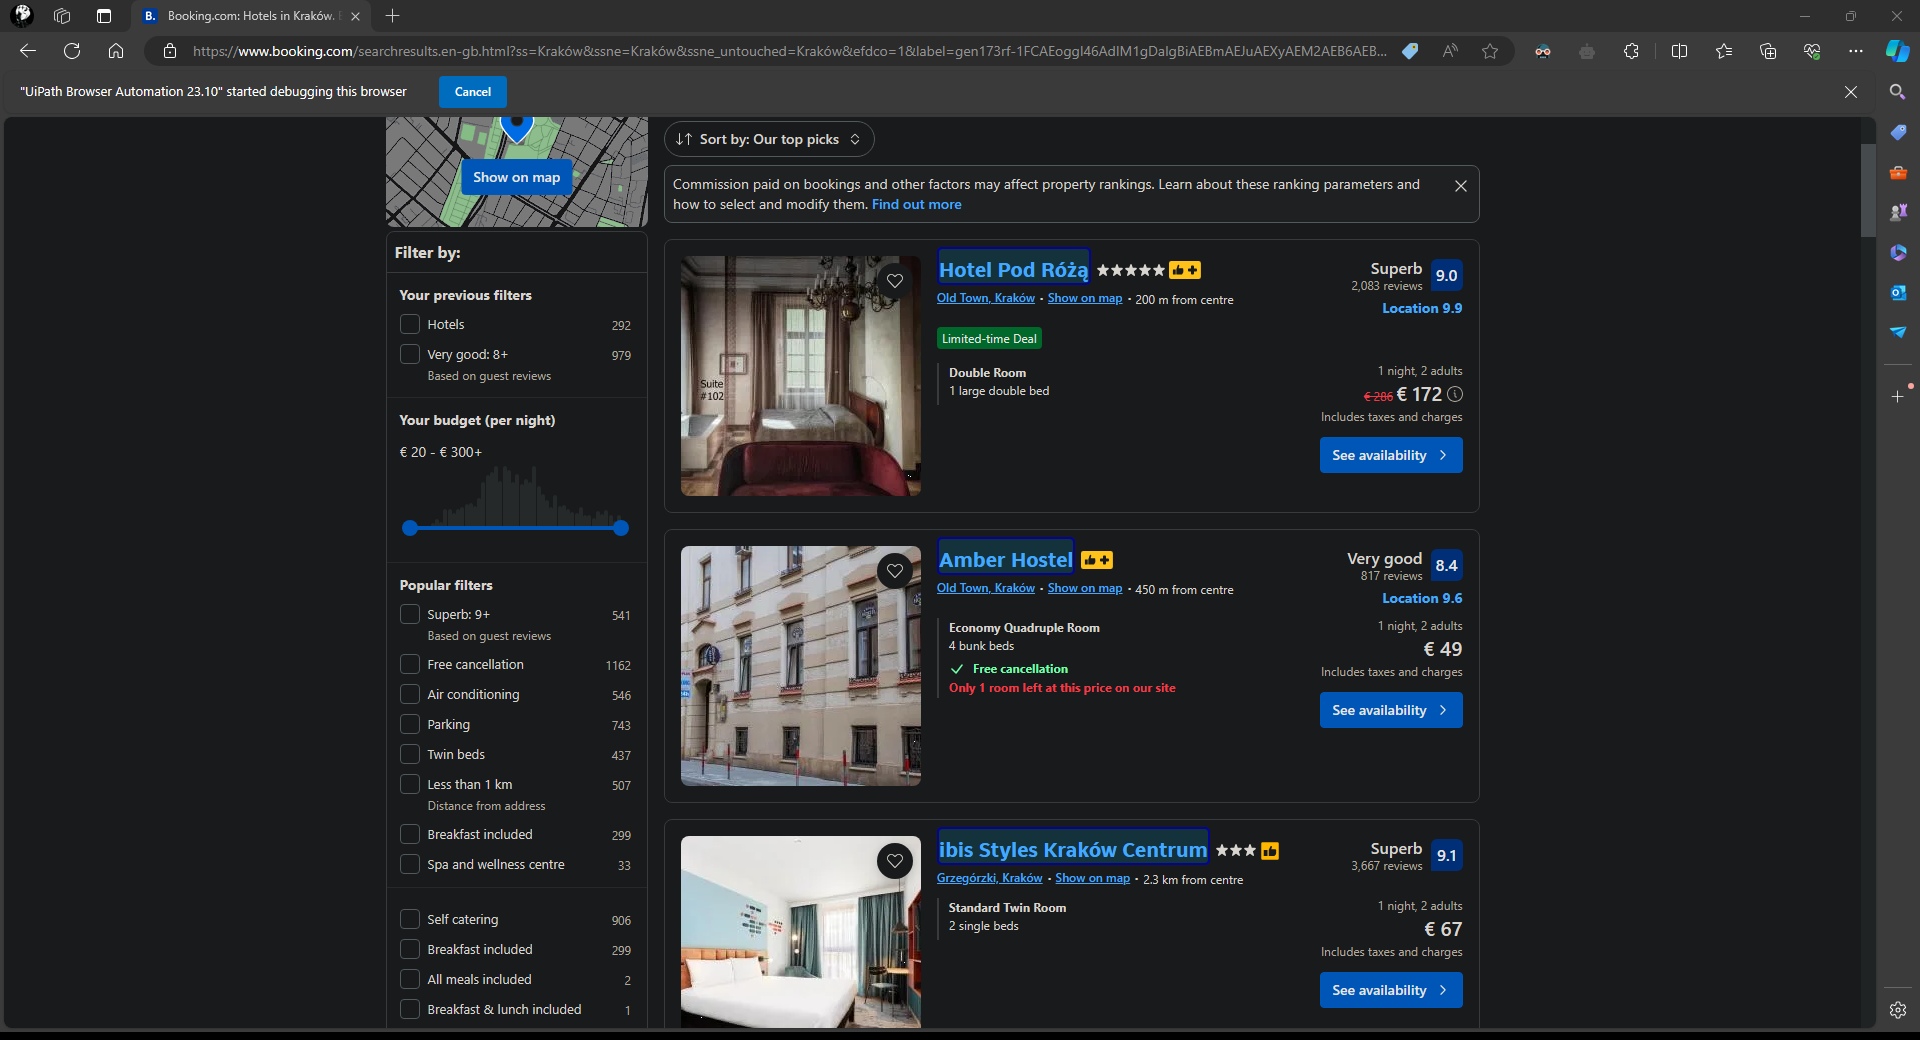 Booking.com: Hotels in Kraków.
https://www.booking.com/searchresults.en-gb.html?ss=Kraków&ssne=Kraków&ssne_untouched=Kraków&efdco=1&label=gen173rf-1FCAEoggI46AdIM1gDalgBiAEBmAEJuAEXyAEM2AEB6AEB...
"UiPath Browser Automation 23.10" started debugging this browser
Cancel
Show on map
Filter by:
Your previous filters
Hotels 292
Very good: 8+ 979
Based on guest reviews
Your budget (per night)
€ 20 - € 300+
Popular filters
Superb: 9+ 541
Based on guest reviews
Free cancellation 1162
Air conditioning 546
Parking 743
Twin beds 437
Less than 1 km 507
Distance from address
Breakfast included 299
Spa and wellness centre 33
Self catering 906
Breakfast included 299
All meals included 2
Breakfast & lunch included 1
Sort by: Our top picks
Commission paid on bookings and other factors may affect property rankings. Learn about these ranking parameters and
how to select and modify them. Find out more
Suite
#102
Hotel Pod Różą
Old Town, Kraków • Show on map • 200 m from centre
Limited-time Deal
Double Room
1 large double bed
Superb 9.0
2,083 reviews
Location 9.9
1 night, 2 adults
€ 286 € 172
Includes taxes and charges
See availability
Amber Hostel
Old Town, Kraków • Show on map • 450 m from centre
Economy Quadruple Room
4 bunk beds
Free cancellation
Only 1 room left at this price on our site
Very good 8.4
817 reviews
Location 9.6
1 night, 2 adults
€ 49
Includes taxes and charges
See availability
ibis Styles Kraków Centrum
Grzegórzki, Kraków • Show on map • 2.3 km from centre
Standard Twin Room
2 single beds
Superb 9.1
3,667 reviews
1 night, 2 adults
€ 67
Includes taxes and charges
See availability